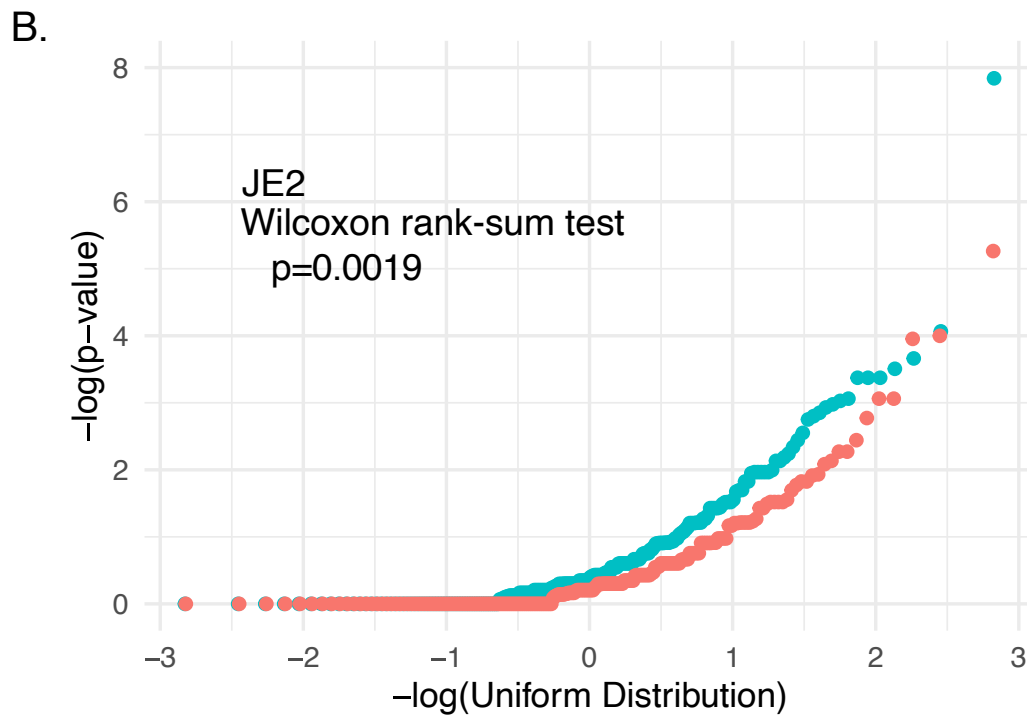 B.
8
6
4
2
0
JE2
Wilcoxon rank-sum test
p=0.0019
−log(p−value)
−3
−2
−1
0
1
2
3
−log(Uniform Distribution)